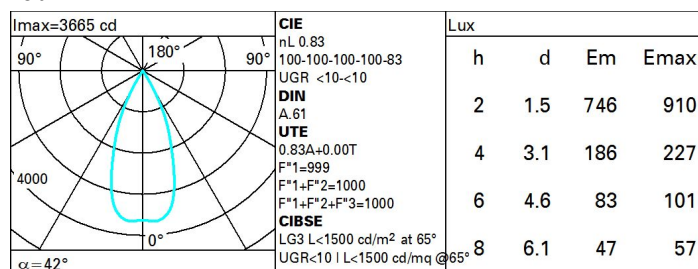 Imax=3665 cd
90°
180°
90°
4000
0°
α=42°
CIE
nL 0.83
100-100-100-100-83
UGR <10-<10
DIN
A.61
UTE
0.83A+0.00T
F"1=999
F"1+F"2=1000
F"1+F"2+F"3=1000
CIBSE
LG3 L<1500 cd/m² at 65°
UGR<10 | L<1500 cd/mq @65°
Lux
h d Em Emax
2 1.5 746 910
4 3.1 186 227
6 4.6 83 101
8 6.1 47 57